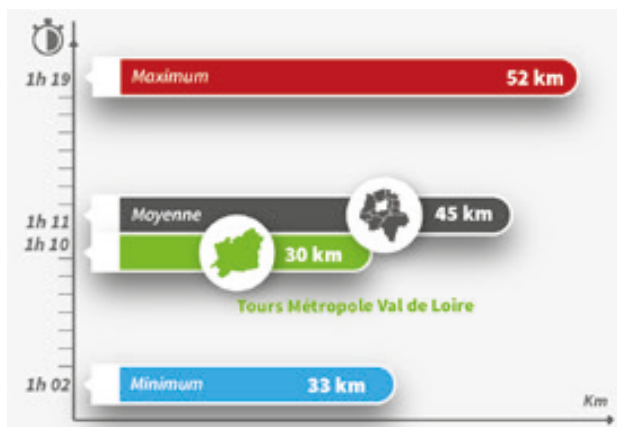 1h 19
Maximum
52 km
1h 11
Moyenne
45 km
1h 10
30 km
Tours Métropole Val de Loire
1h 02
Minimum
33 km
Km